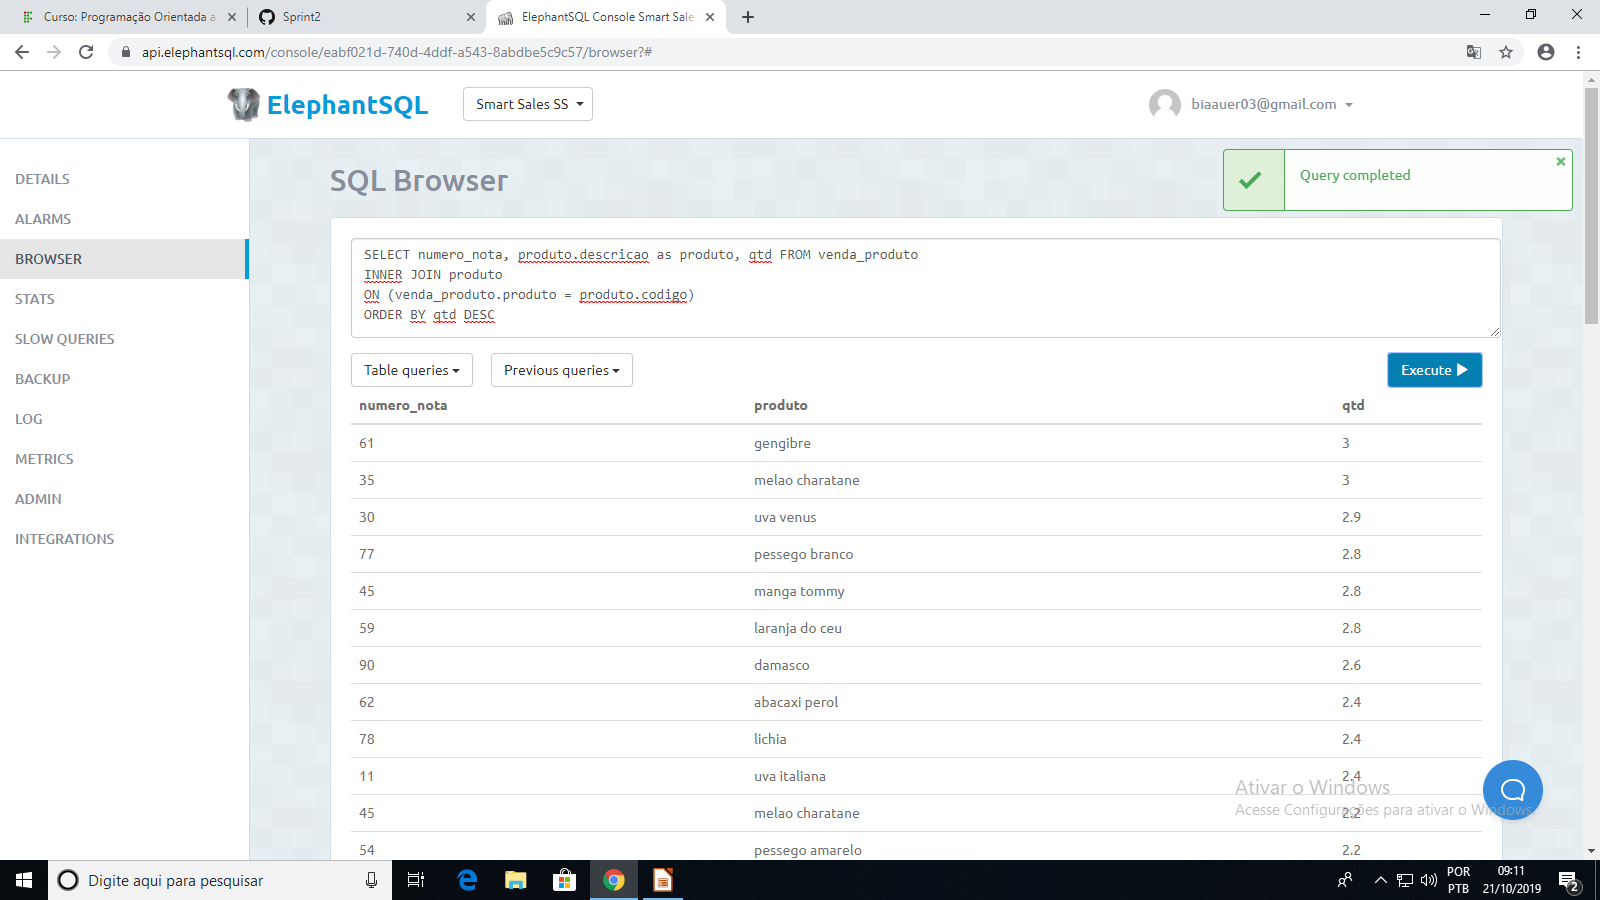 Curso: Programação Orientada a
Sprint2
ElephantSQL Console Smart Sale
api.elephantsql.com/console/eabf021d-740d-4ddf-a543-8abdbe5c9c57/browser?#
ElephantSQL
Smart Sales SS
biaauer03@gmail.com
DETAILS
ALARMS
BROWSER
STATS
SLOW QUERIES
BACKUP
LOG
METRICS
ADMIN
INTEGRATIONS
SQL Browser
Query completed
SELECT numero_nota, produto.descricao as produto, qtd FROM venda_produto
INNER JOIN produto
ON (venda_produto.produto = produto.codigo)
ORDER BY qtd DESC
Table queries
Previous queries
Execute
numero_nota produto qtd
61 gengibre 3
35 melao charatane 3
30 uva venus 2.9
77 pessego branco 2.8
45 manga tommy 2.8
59 laranja do ceu 2.8
90 damasco 2.6
62 abacaxi perol 2.4
78 lichia 2.4
11 uva italiana 2.4
45 melao charatane 2.2
54 pessego amarelo 2.2
Ativar o Windows
Acesse Configurações para ativar o Windows.
Digite aqui para pesquisar
POR
PTB
09:11
21/10/2019
2